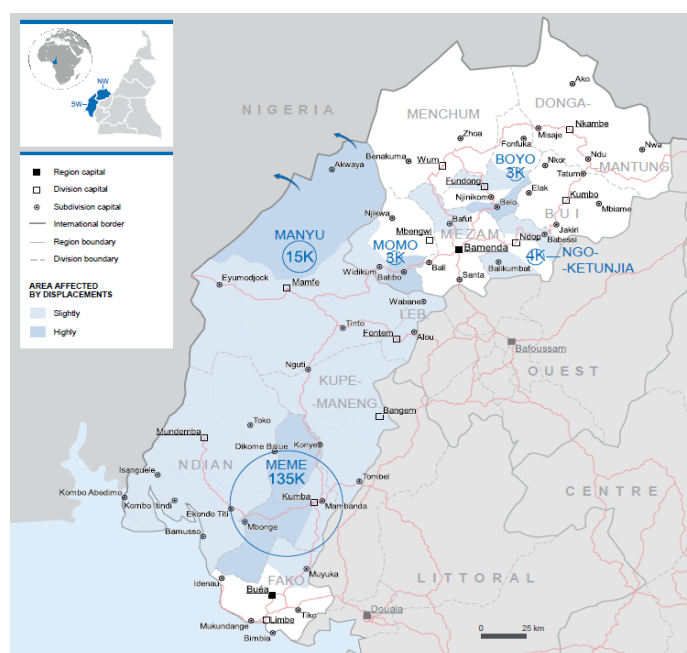 NW
SW
Region capital
Division capital
Subdivision capital
International border
Region boundary
Division boundary
AREA AFFECTED
BY DISPLACEMENTS
Slightly
Highly
NIGERIA
MENCHUM
DONGA-
-MANTUNG
Ako
Nkambe
Misaje
Zhoa
Fonfuka
Nwa
Benakuma
Wum
BOYO
3K
Nkor
Ndu
Tatum
Akwaya
Fundong
Elak
Kumbo
Njinikom
Belo
Mbiame
BUI
Njikwa
Mbengwi
Bafut
MEZAM
Ndop
Jakiri
Babessi
MANYU
15K
MOMO
3K
Bamenda
4K
NGO-
-KETUNJIA
Widikum
Batibo
Bali
Balikumbat
Santa
Eyumodjock
Mamfe
Wabane
LEB
Tinto
Fontem
Alou
Bafoussam
OUEST
Nguti
KUPE-
-MANENG
Bangem
Toko
Mundemba
Dikome Balue
Konye
NDIAN
MEME
135K
Isanguele
Tombel
Kombo Abedimo
Kombo Itindi
Kumba
Mambanda
CENTRE
Ekondo Titi
Mbonge
Bamusso
Muyuka
Idenau
FAKO
LITTORAL
Buéa
Tiko
Douala
Mukundange
Limbe
Bimbia
0
25 km